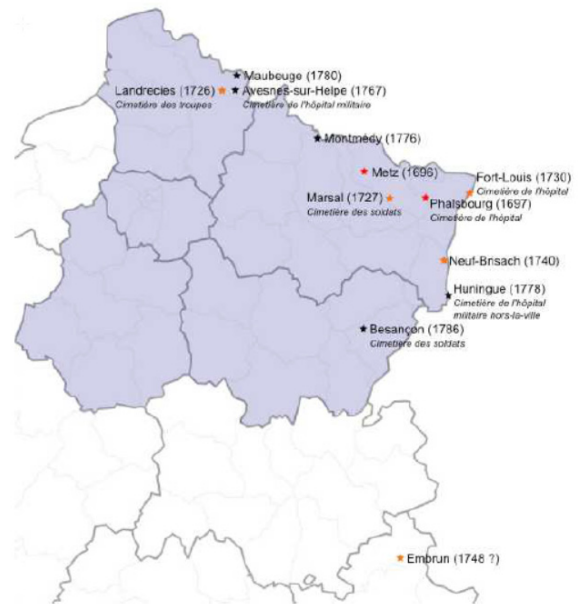 Maubeuge (1780)
Landrecies (1726)
Cimetière des troupes
Avesnes-sur-Helpe (1767)
Cimetière de l'hôpital militaire
Montmédy (1776)
Metz (1696)
Fort-Louis (1730)
Cimetière de l'hôpital
Marsal (1727)
Cimetière des soldats
Phalsbourg (1697)
Cimetière de l'hôpital
Neuf-Brisach (1740)
Huningue (1778)
Cimetière de l'hôpital
militaire hors-la-ville
Besançon (1786)
Cimetière des soldats
Embrun (1748 ?)